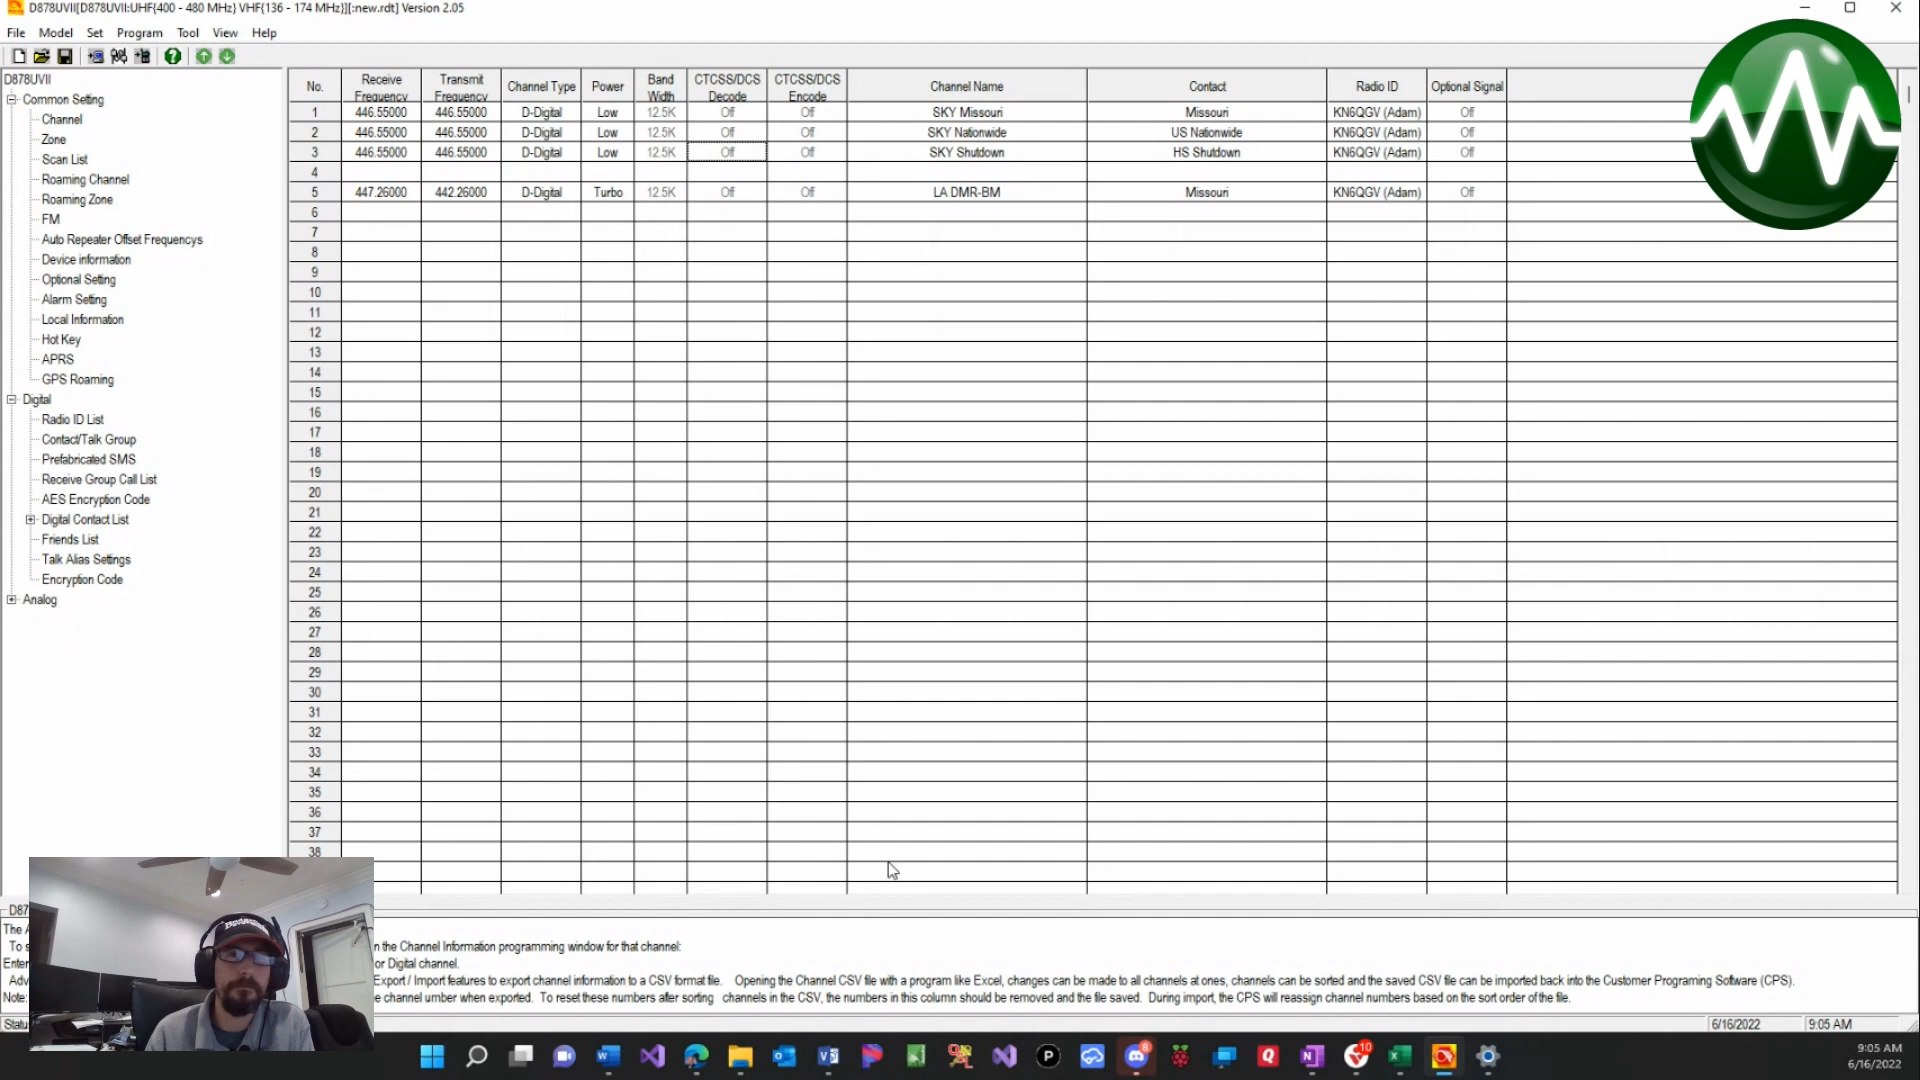 D878UVII[D878UVII:UHF{400 - 480 MHz} VHF{136 - 174 MHz}][:new.rdt] Version 2.05
File Model Set Program Tool View Help
D878UVII
Common Setting
Channel
Zone
Scan List
Roaming Channel
Roaming Zone
FM
Auto Repeater Offset Frequencys
Device information
Optional Setting
Alarm Setting
Local Information
Hot Key
APRS
GPS Roaming
Digital
Radio ID List
Contact/Talk Group
Prefabricated SMS
Receive Group Call List
AES Encryption Code
Digital Contact List
Friends List
Talk Alias Settings
Encryption Code
Analog
No. Receive Frequency Transmit Frequency Channel Type Power Band Width CTCSS/DCS Decode CTCSS/DCS Encode Channel Name Contact Radio ID Optional Signal
1 446.55000 446.55000 D-Digital Low 12.5K Off Off SKY Missouri Missouri KN6QGV (Adam) Off
2 446.55000 446.55000 D-Digital Low 12.5K Off Off SKY Nationwide US Nationwide KN6QGV (Adam) Off
3 446.55000 446.55000 D-Digital Low 12.5K Off Off SKY Shutdown HS Shutdown KN6QGV (Adam) Off
4
5 447.26000 442.26000 D-Digital Turbo 12.5K Off Off LA DMR-BM Missouri KN6QGV (Adam) Off
6
7
8
9
10
11
12
13
14
15
16
17
18
19
20
21
22
23
24
25
26
27
28
29
30
31
32
33
34
35
36
37
38
D87
The A
To s n the Channel Information programming window for that channel:
Enter or Digital channel.
Adv Export / Import features to export channel information to a CSV format file. Opening the Channel CSV file with a program like Excel, changes can be made to all channels at ones, channels can be sorted and the saved CSV file can be imported back into the Customer Programing Software (CPS).
Note: e channel umber when exported. To reset these numbers after sorting channels in the CSV, the numbers in this column should be removed and the file saved. During import, the CPS will reassign channel numbers based on the sort order of the file.
Statu 6/16/2022 9:05 AM
8
10
9:05 AM
6/16/2022